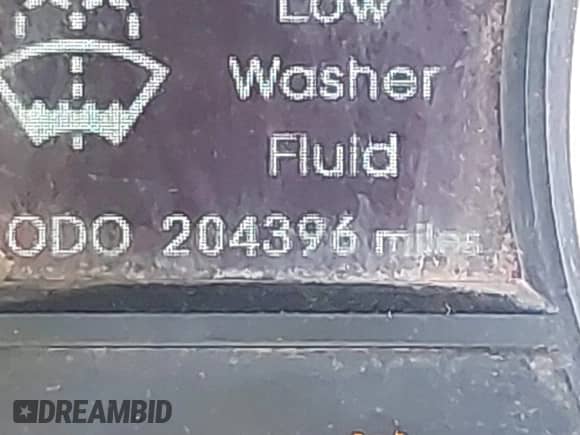 Low
Washer
Fluid
ODO 204396 miles
DREAMBID